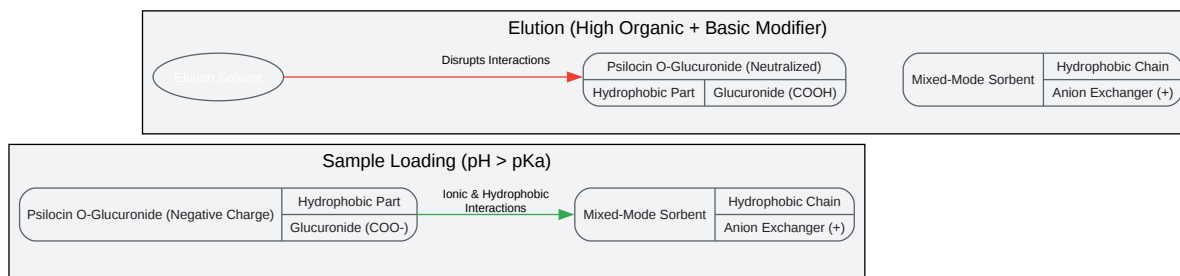 Elution (High Organic + Basic Modifier)
Elution Solvent
Disrupts Interactions
Psilocin O-Glucuronide (Neutralized)
Hydrophobic Part
Glucuronide (COOH)
Mixed-Mode Sorbent
Hydrophobic Chain
Anion Exchanger (+)
Sample Loading (pH > pKa)
Psilocin O-Glucuronide (Negative Charge)
Hydrophobic Part
Glucuronide (COO-)
Ionic & Hydrophobic
Interactions
Mixed-Mode Sorbent
Hydrophobic Chain
Anion Exchanger (+)